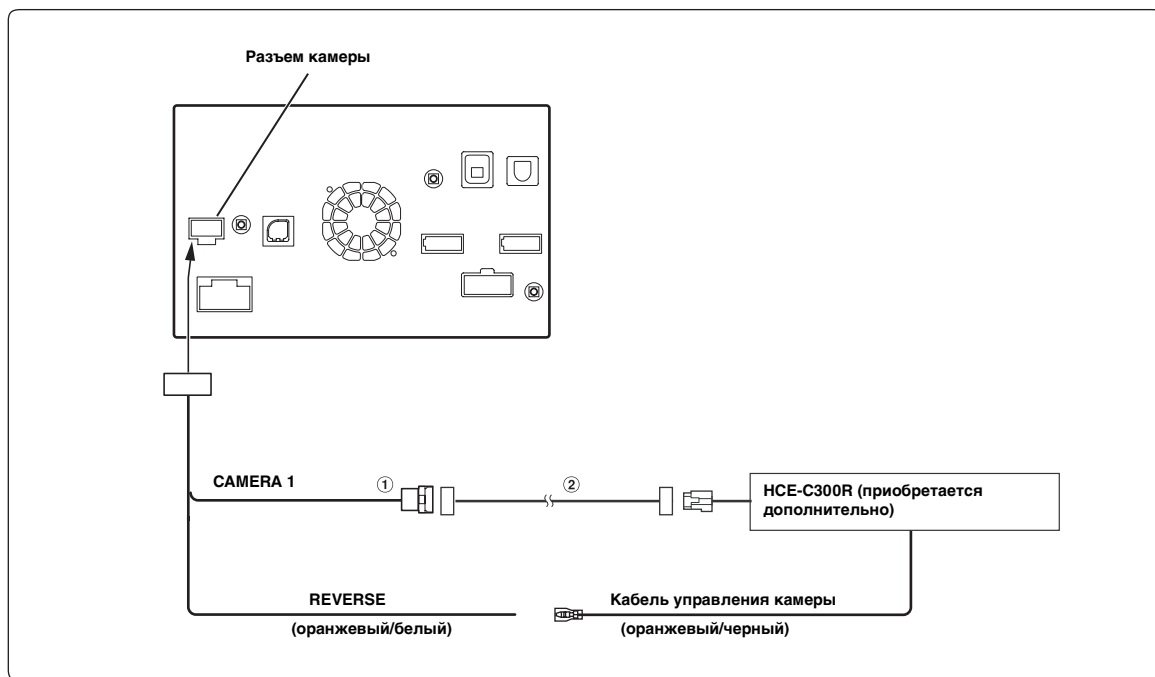 Разъем камеры
CAMERA 1
①
②
HCE-C300R (приобретается
дополнительно)
REVERSE
(оранжевый/белый)
Кабель управления камеры
(оранжевый/черный)